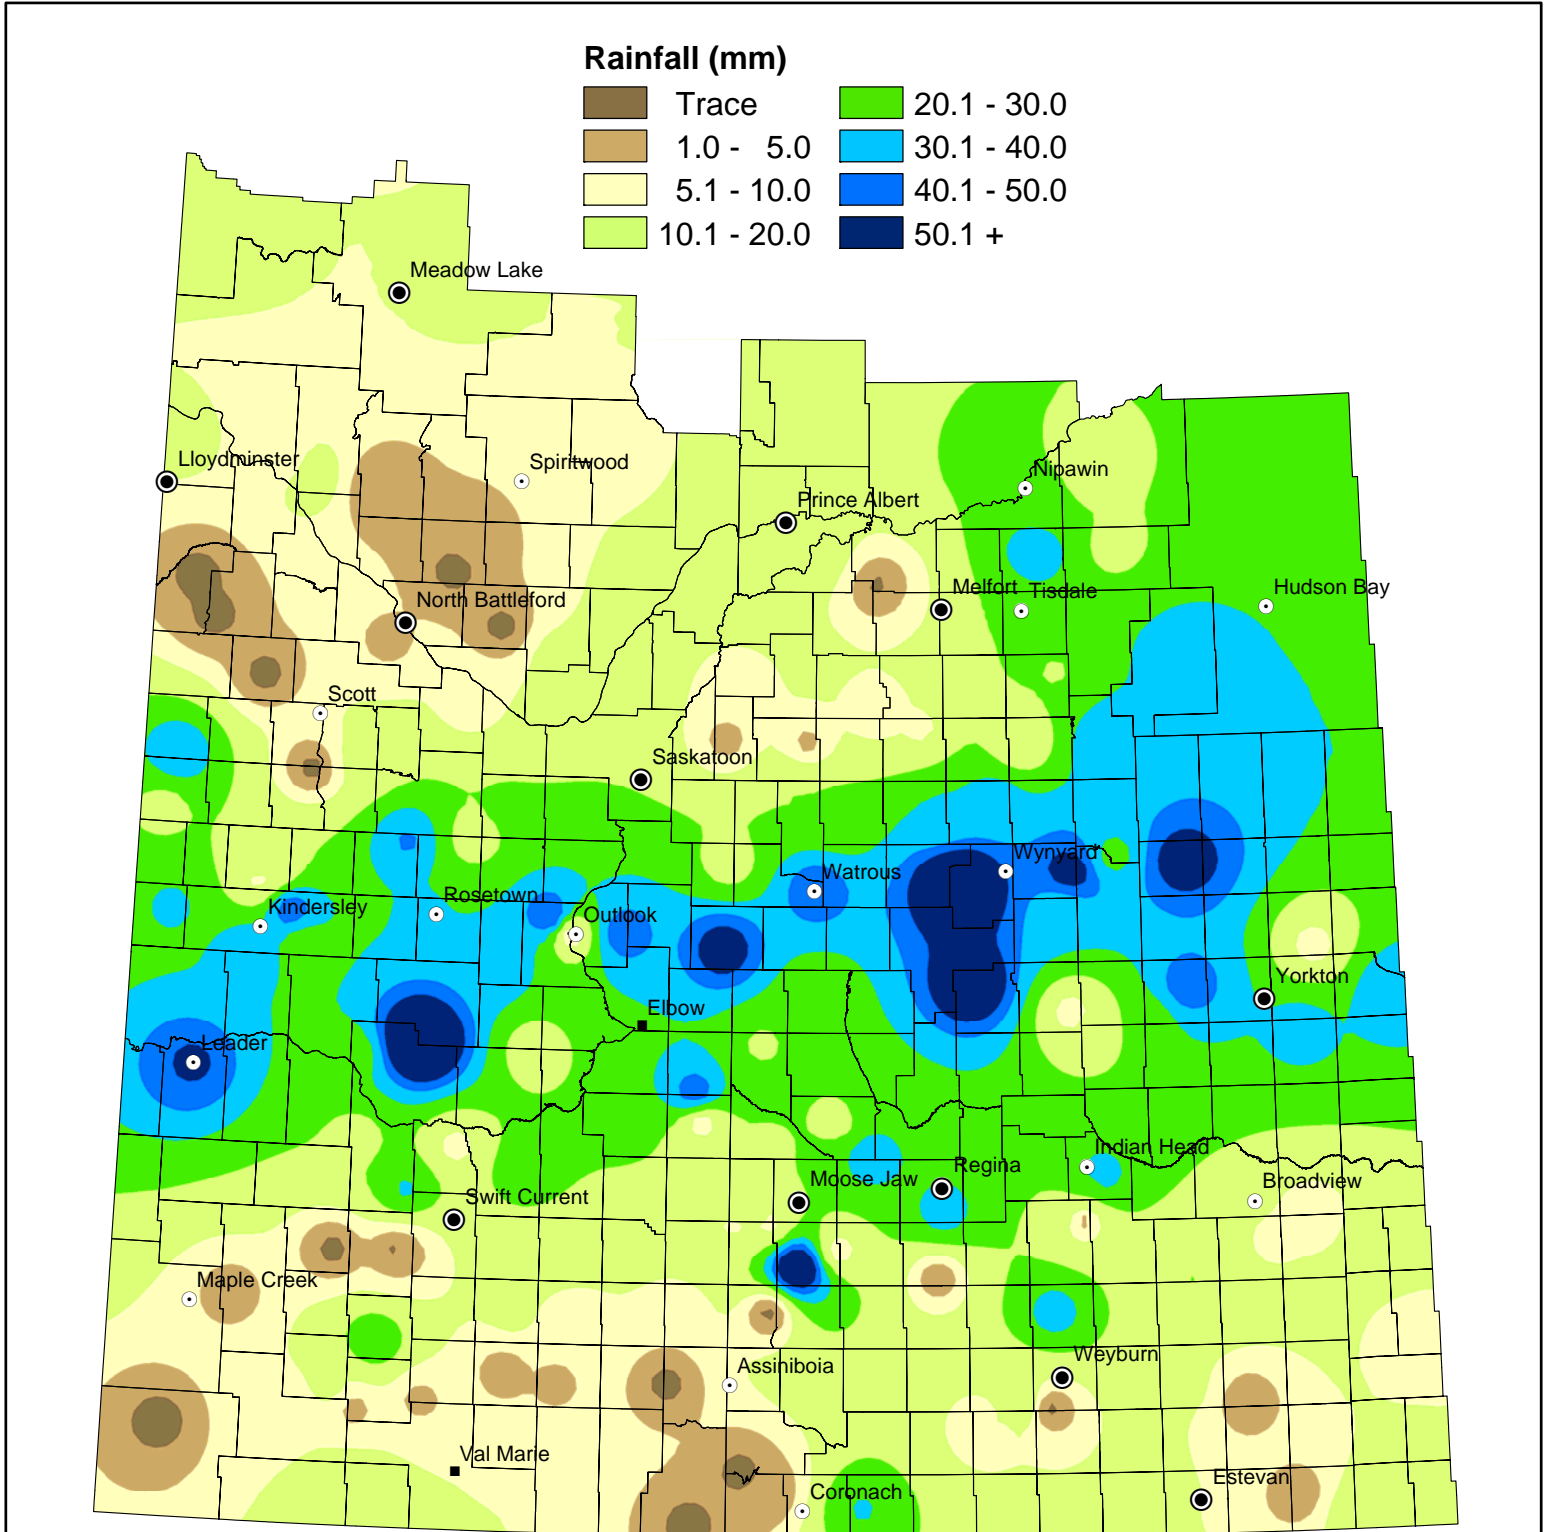 Rainfall (mm)
Trace
20.1 - 30.0
1.0 - 5.0
30.1 - 40.0
5.1 - 10.0
40.1 - 50.0
10.1 - 20.0
50.1 +
Meadow Lake
Lloydminster
Spiritwood
Nipawin
Prince Albert
Melfort
Tisdale
Hudson Bay
North Battleford
Scott
Saskatoon
Wynyard
Watrous
Rosetown
Kindersley
Outlook
Yorkton
Elbow
Leader
Indian Head
Regina
Moose Jaw
Broadview
Swift Current
Maple Creek
Weyburn
Assiniboia
Val Marie
Estevan
Coronach